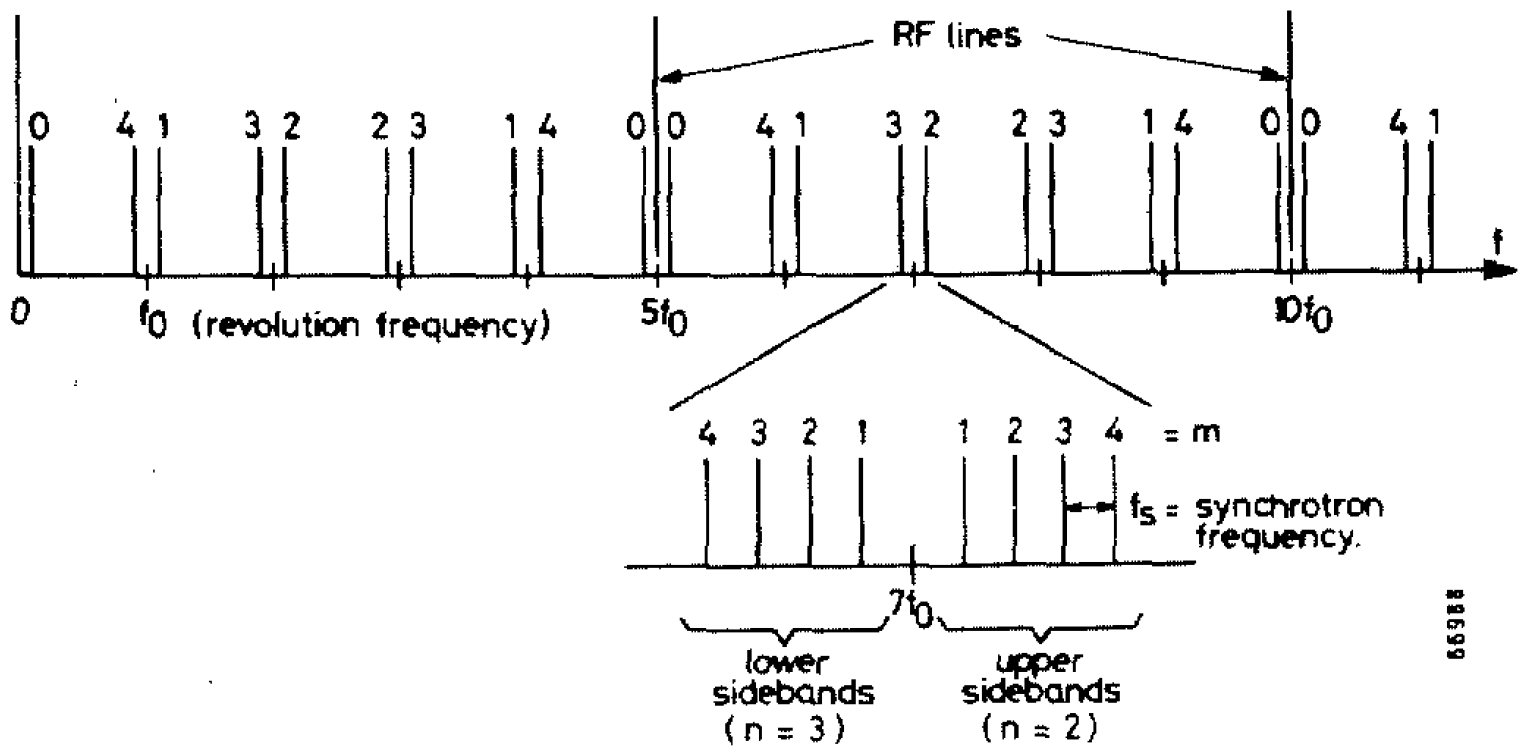 RF lines
0 4 1 3 2 2 3 1 4 0 0 4 1 3 2 2 3 1 4 0 0 4 1
f
0 f0 (revolution frequency) 5f0 10f0
4 3 2 1 1 2 3 4 = m
fs = synchrotron
frequency.
7f0
lower
sidebands
(n = 3)
upper
sidebands
(n = 2)